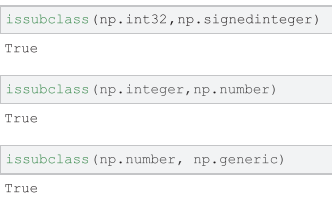 issubclass(np.int32,np.signedinteger)
True
issubclass(np.integer,np.number)
True
issubclass(np.number, np.generic)
True